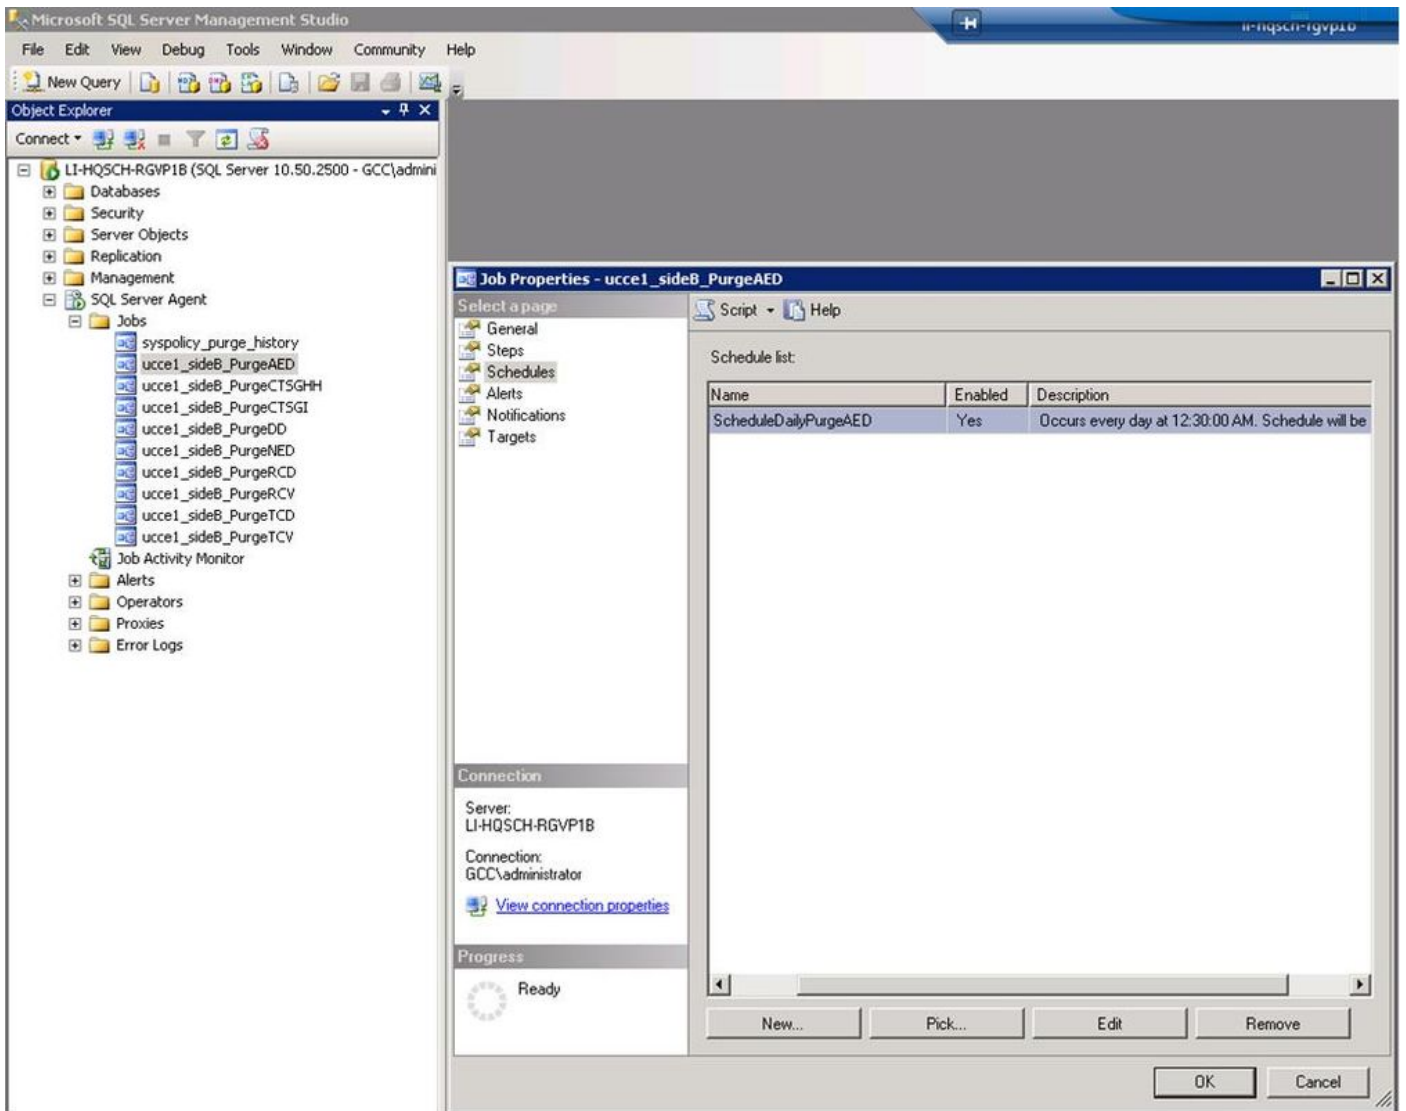 Microsoft SQL Server Management Studio
li-hqsch-rgvp1b
File Edit View Debug Tools Window Community Help
New Query
Object Explorer
Connect
LI-HQSCH-RGVP1B (SQL Server 10.50.2500 - GCC\admini
Databases
Security
Server Objects
Replication
Management
SQL Server Agent
Jobs
syspolicy_purge_history
ucce1_sideB_PurgeAED
ucce1_sideB_PurgeCTSGHH
ucce1_sideB_PurgeCTSGI
ucce1_sideB_PurgeDD
ucce1_sideB_PurgeNED
ucce1_sideB_PurgeRCD
ucce1_sideB_PurgeRCV
ucce1_sideB_PurgeTCD
ucce1_sideB_PurgeTCV
Job Activity Monitor
Alerts
Operators
Proxies
Error Logs
Job Properties - ucce1_sideB_PurgeAED
Select a page
General
Steps
Schedules
Alerts
Notifications
Targets
Connection
Server:
LI-HQSCH-RGVP1B
Connection:
GCC\administrator
View connection properties
Progress
Ready
Script Help
Schedule list:
Name Enabled Description
ScheduleDailyPurgeAED Yes Occurs every day at 12:30:00 AM. Schedule will be
New... Pick... Edit Remove
OK Cancel